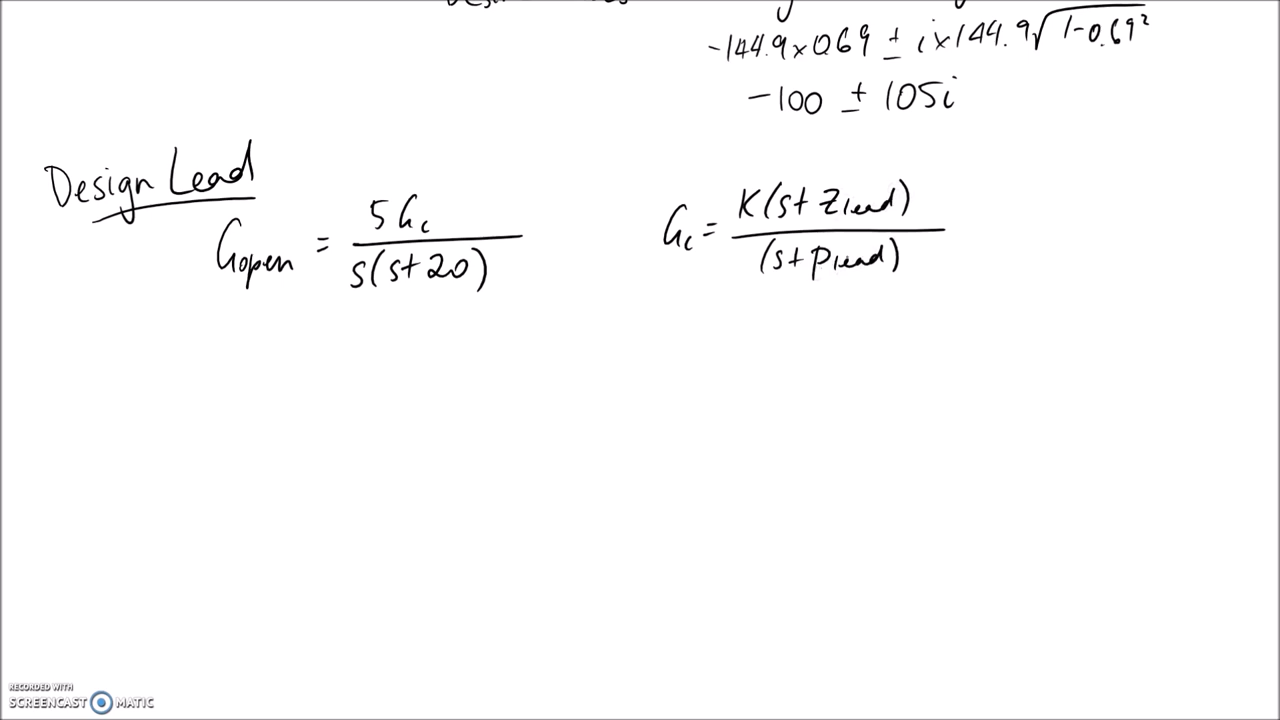 -144.9×0.69 ± i×144.9√(1-0.69²)
-100 ± 105i
Design Lead
Gopen = 5Gc / s(s+20)
Gc = K(s+Zlead) / (s+Plead)
RECORDED WITH
SCREENCAST MATIC